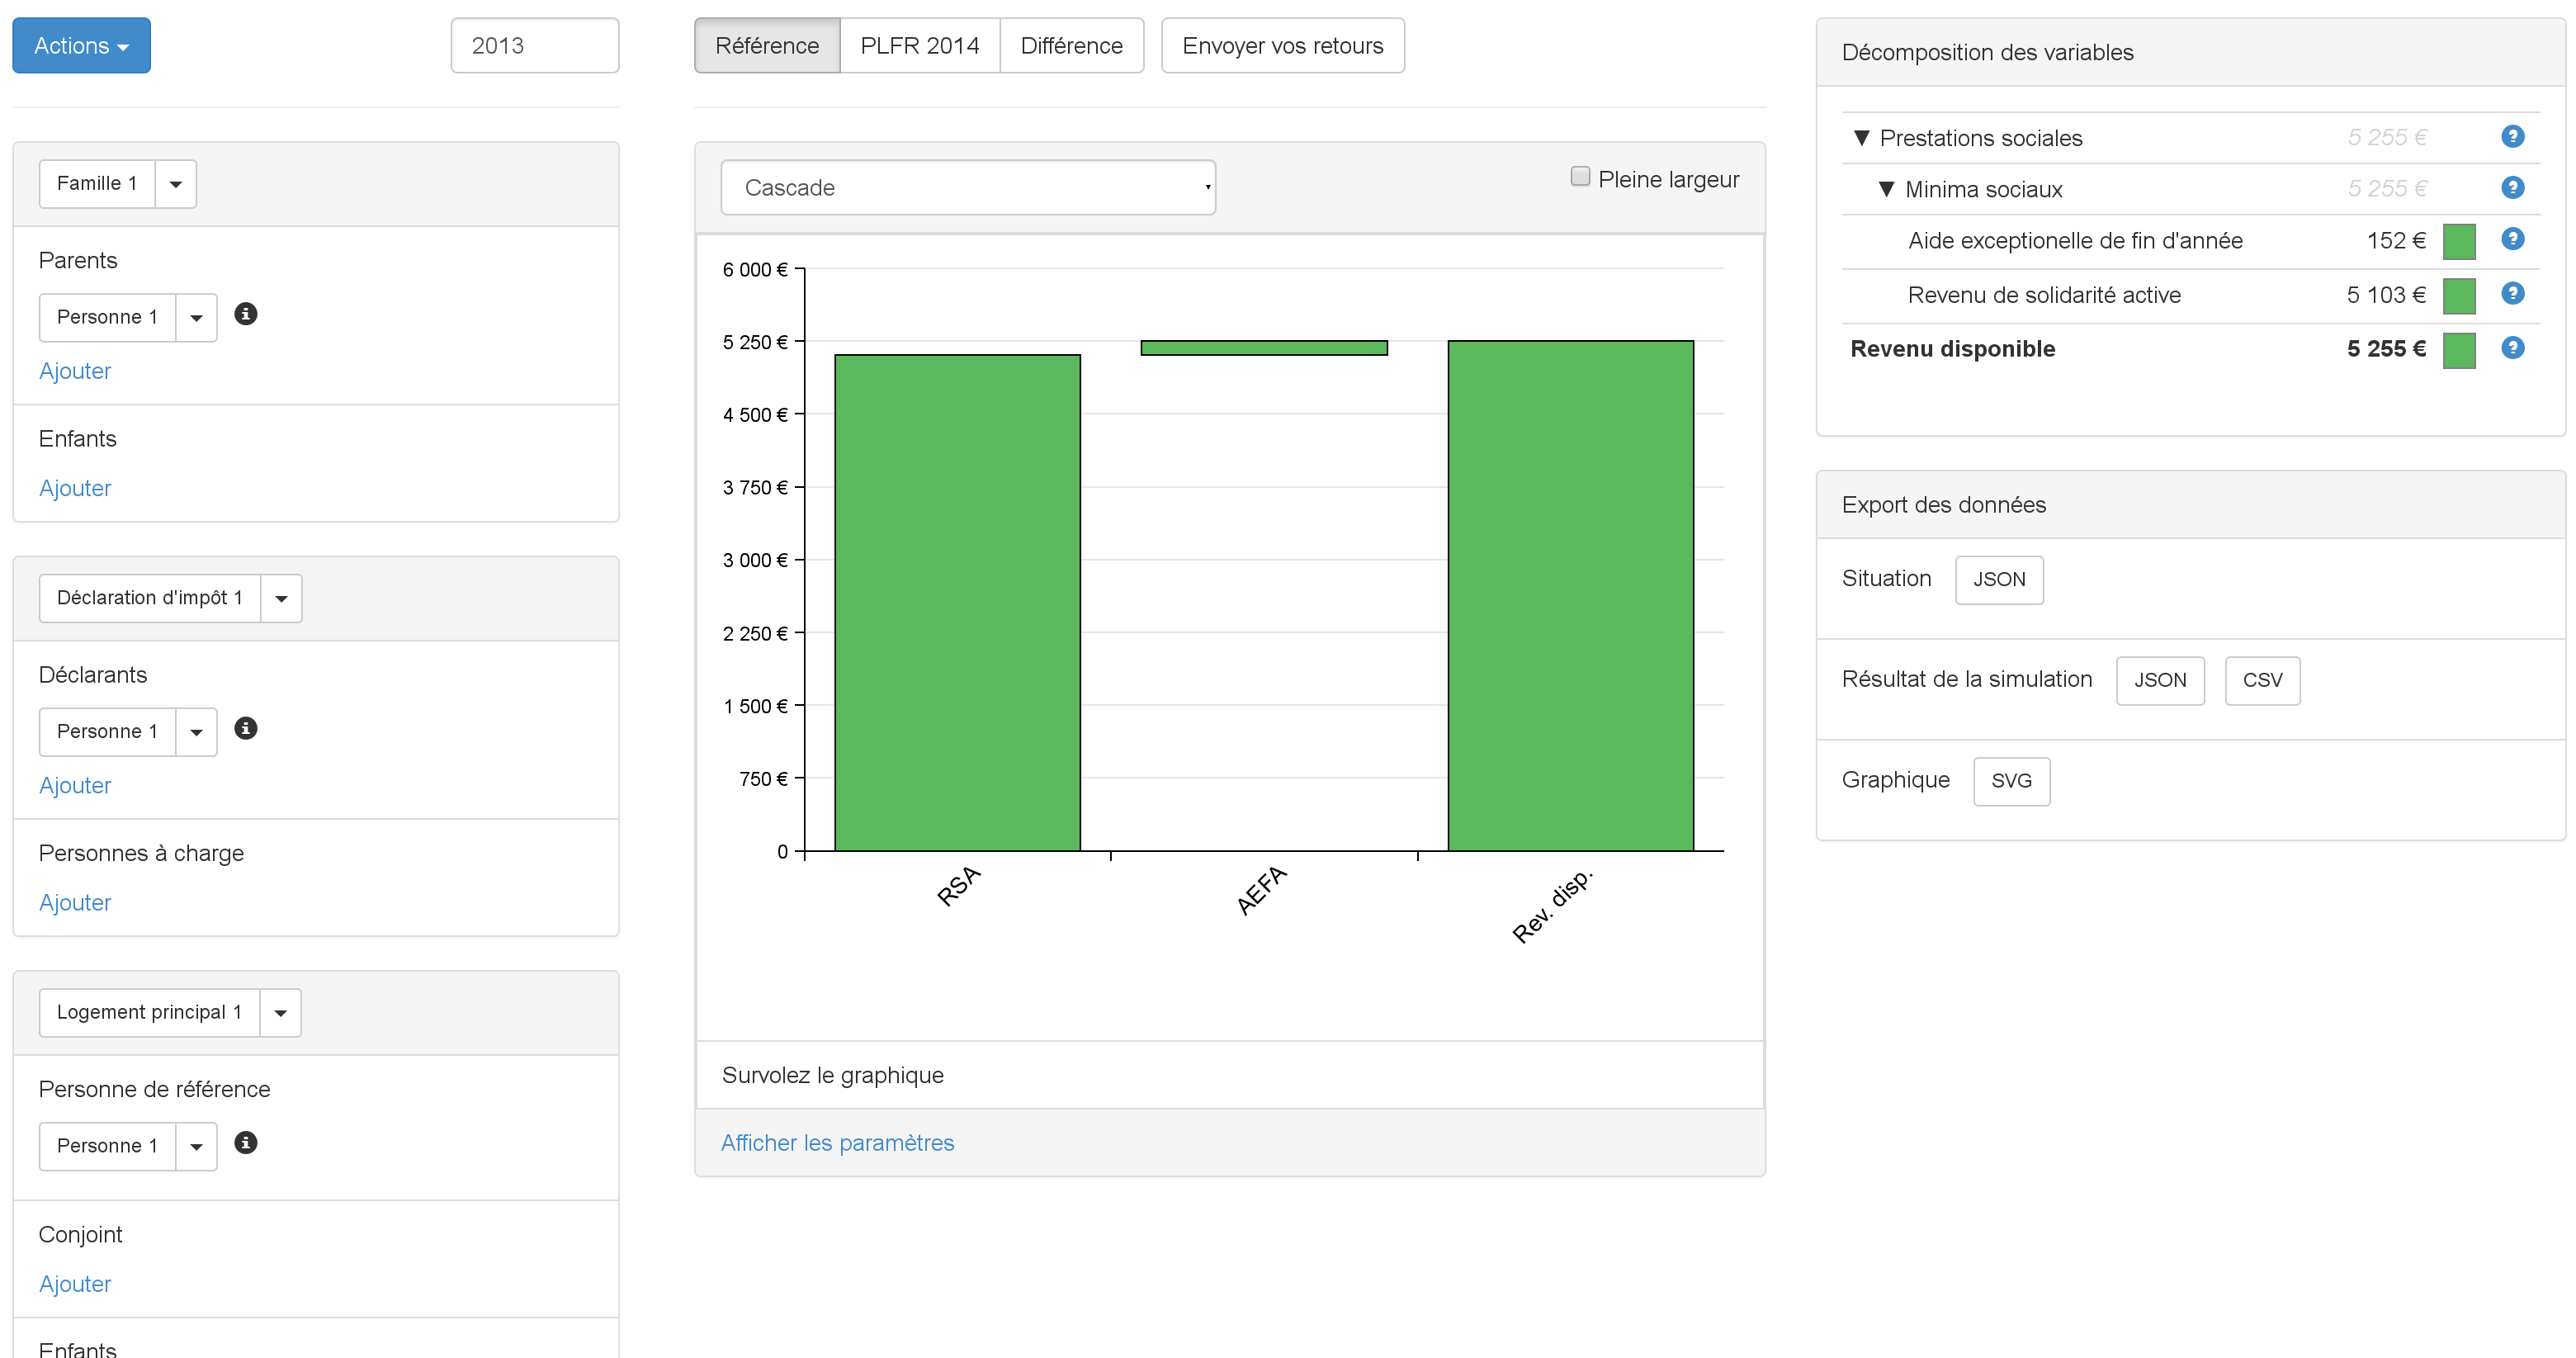 Actions
2013
Famille 1
Parents
Personne 1
Ajouter
Enfants
Ajouter
Déclaration d'impôt 1
Déclarants
Personne 1
Ajouter
Personnes à charge
Ajouter
Logement principal 1
Personne de référence
Personne 1
Conjoint
Ajouter
Enfants
Référence PLFR 2014 Différence Envoyer vos retours
Cascade
Pleine largeur
6 000 €
5 250 €
4 500 €
3 750 €
3 000 €
2 250 €
1 500 €
750 €
0
RSA
AEFA
Rev. disp.
Survolez le graphique
Afficher les paramètres
Décomposition des variables
▼ Prestations sociales 5 255 € ?
▼ Minima sociaux 5 255 € ?
Aide exceptionelle de fin d'année 152 € ?
Revenu de solidarité active 5 103 € ?
Revenu disponible 5 255 € ?
Export des données
Situation JSON
Résultat de la simulation JSON CSV
Graphique SVG